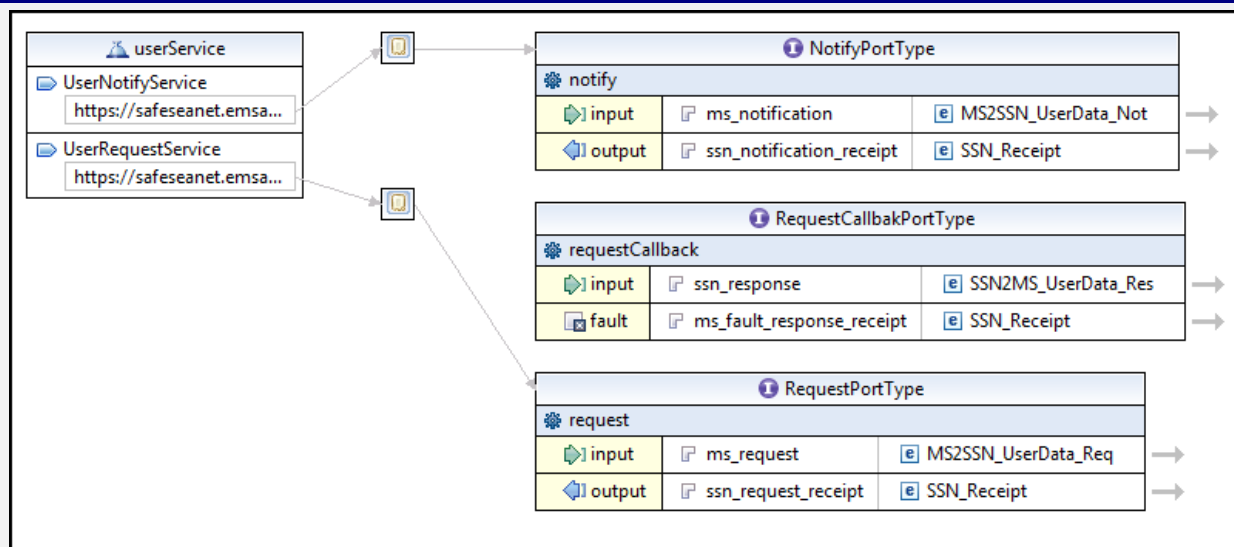 userService
UserNotifyService
https://safeseanet.emsa...
UserRequestService
https://safeseanet.emsa...
NotifyPortType
notify
input ms_notification MS2SSN_UserData_Not
output ssn_notification_receipt SSN_Receipt
RequestCallbakPortType
requestCallback
input ssn_response SSN2MS_UserData_Res
fault ms_fault_response_receipt SSN_Receipt
RequestPortType
request
input ms_request MS2SSN_UserData_Req
output ssn_request_receipt SSN_Receipt